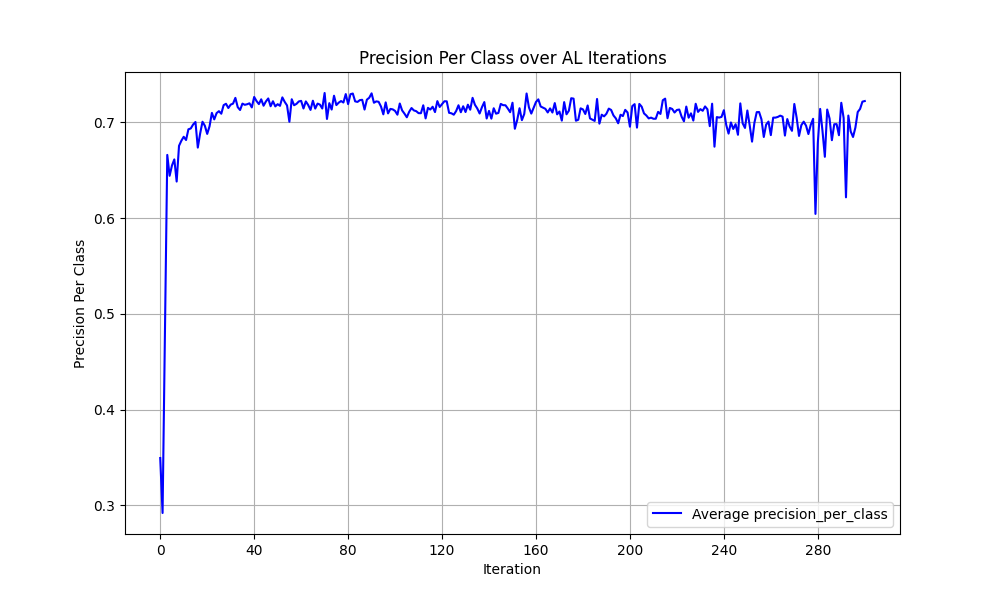 Precision Per Class over AL Iterations
Precision Per Class
0.7
0.6
0.5
0.4
0.3
0 40 80 120 160 200 240 280
Iteration
Average precision_per_class